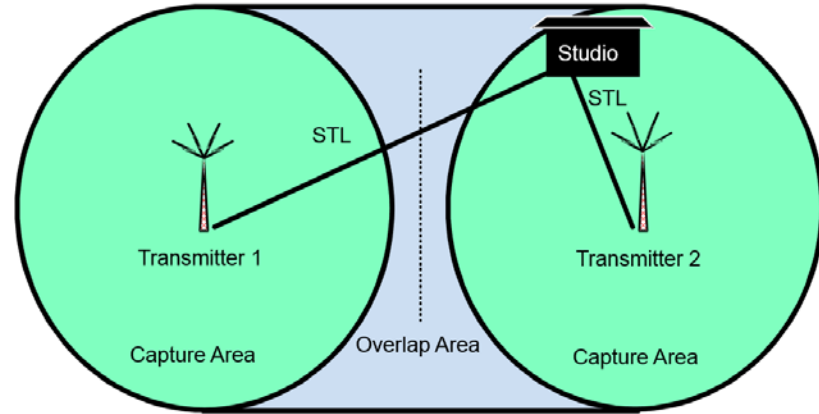 Studio
STL
STL
Transmitter 1
Transmitter 2
Overlap Area
Capture Area
Capture Area